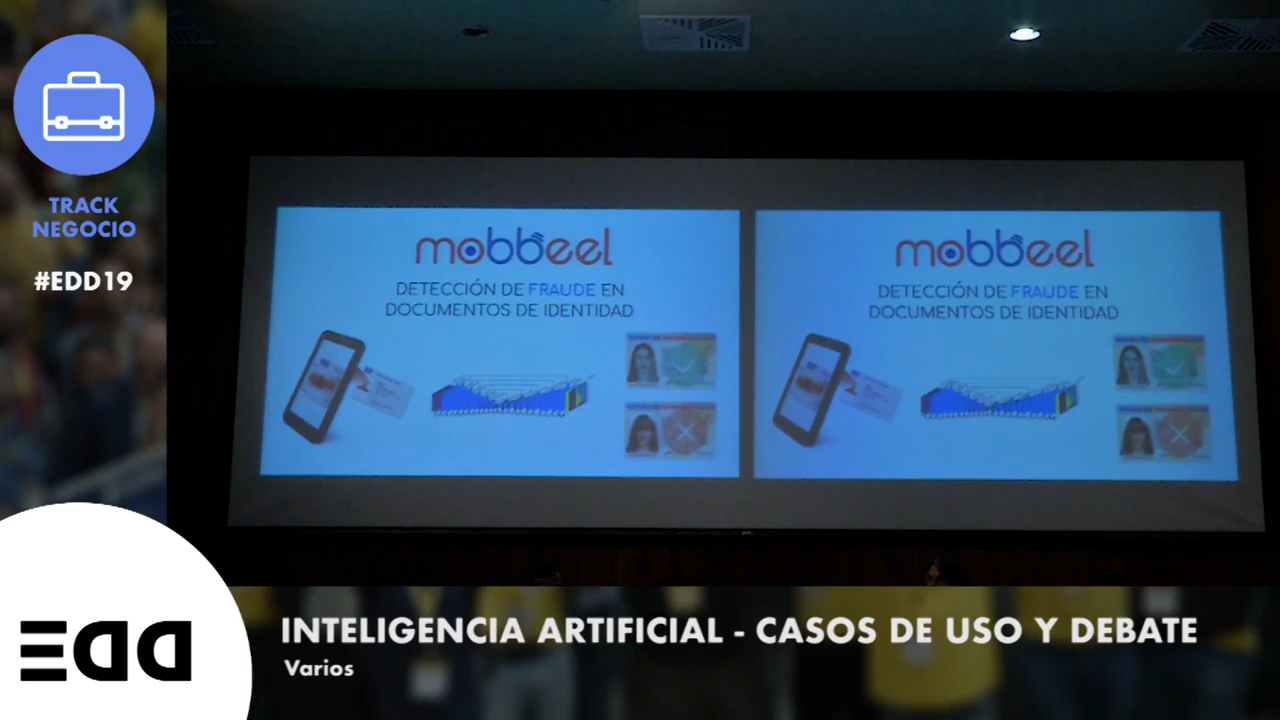 TRACK
NEGOCIO
#EDD19
mobbeel
DETECCIÓN DE FRAUDE EN
DOCUMENTOS DE IDENTIDAD
mobbeel
DETECCIÓN DE FRAUDE EN
DOCUMENTOS DE IDENTIDAD
EDD
INTELIGENCIA ARTIFICIAL - CASOS DE USO Y DEBATE
Varios